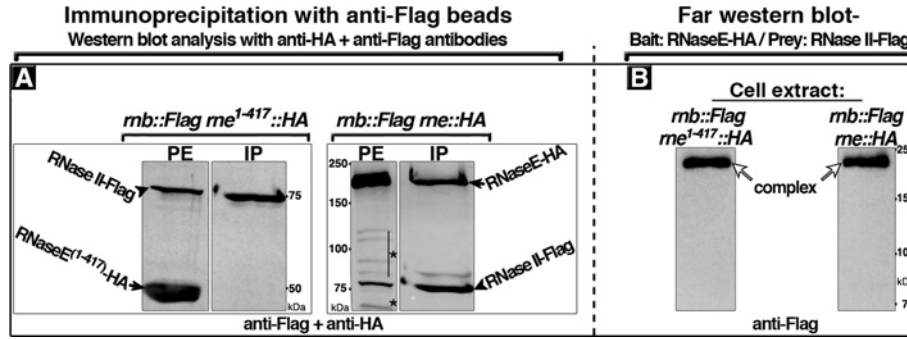 Immunoprecipitation with anti-Flag beads
Western blot analysis with anti-HA + anti-Flag antibodies
A
rnb::Flag rne1-417::HA
rnb::Flag rne::HA
PE
IP
PE
IP
RNase II-Flag
RNaseE(1-417)-HA
75
50
kDa
250
150
100
75
kDa
*
*
RNaseE-HA
RNase II-Flag
anti-Flag + anti-HA
Far western blot-
Bait: RNaseE-HA / Prey: RNase II-Flag
B
Cell extract:
rnb::Flag
rne1-417::HA
rnb::Flag
rne::HA
complex
kD
7
anti-Flag